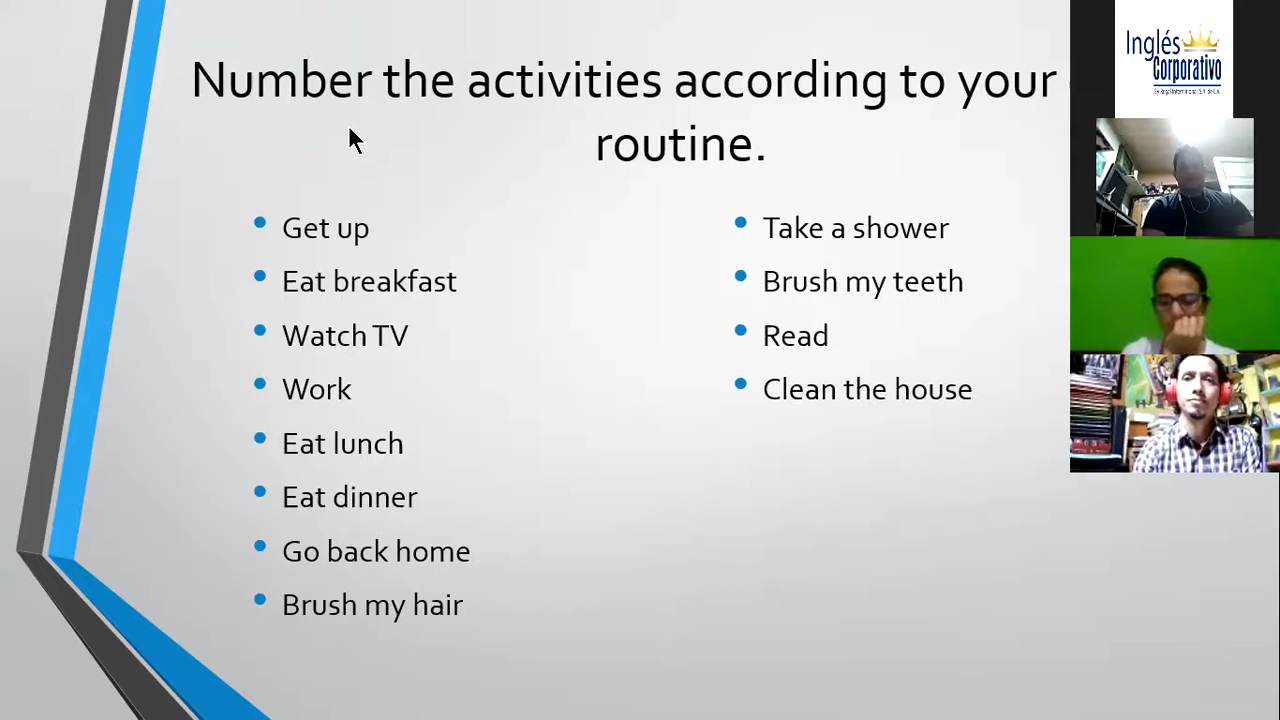 Number the activities according to your
routine.
Get up
Eat breakfast
Watch TV
Work
Eat lunch
Eat dinner
Go back home
Brush my hair
Take a shower
Brush my teeth
Read
Clean the house
Inglés
Corporativo